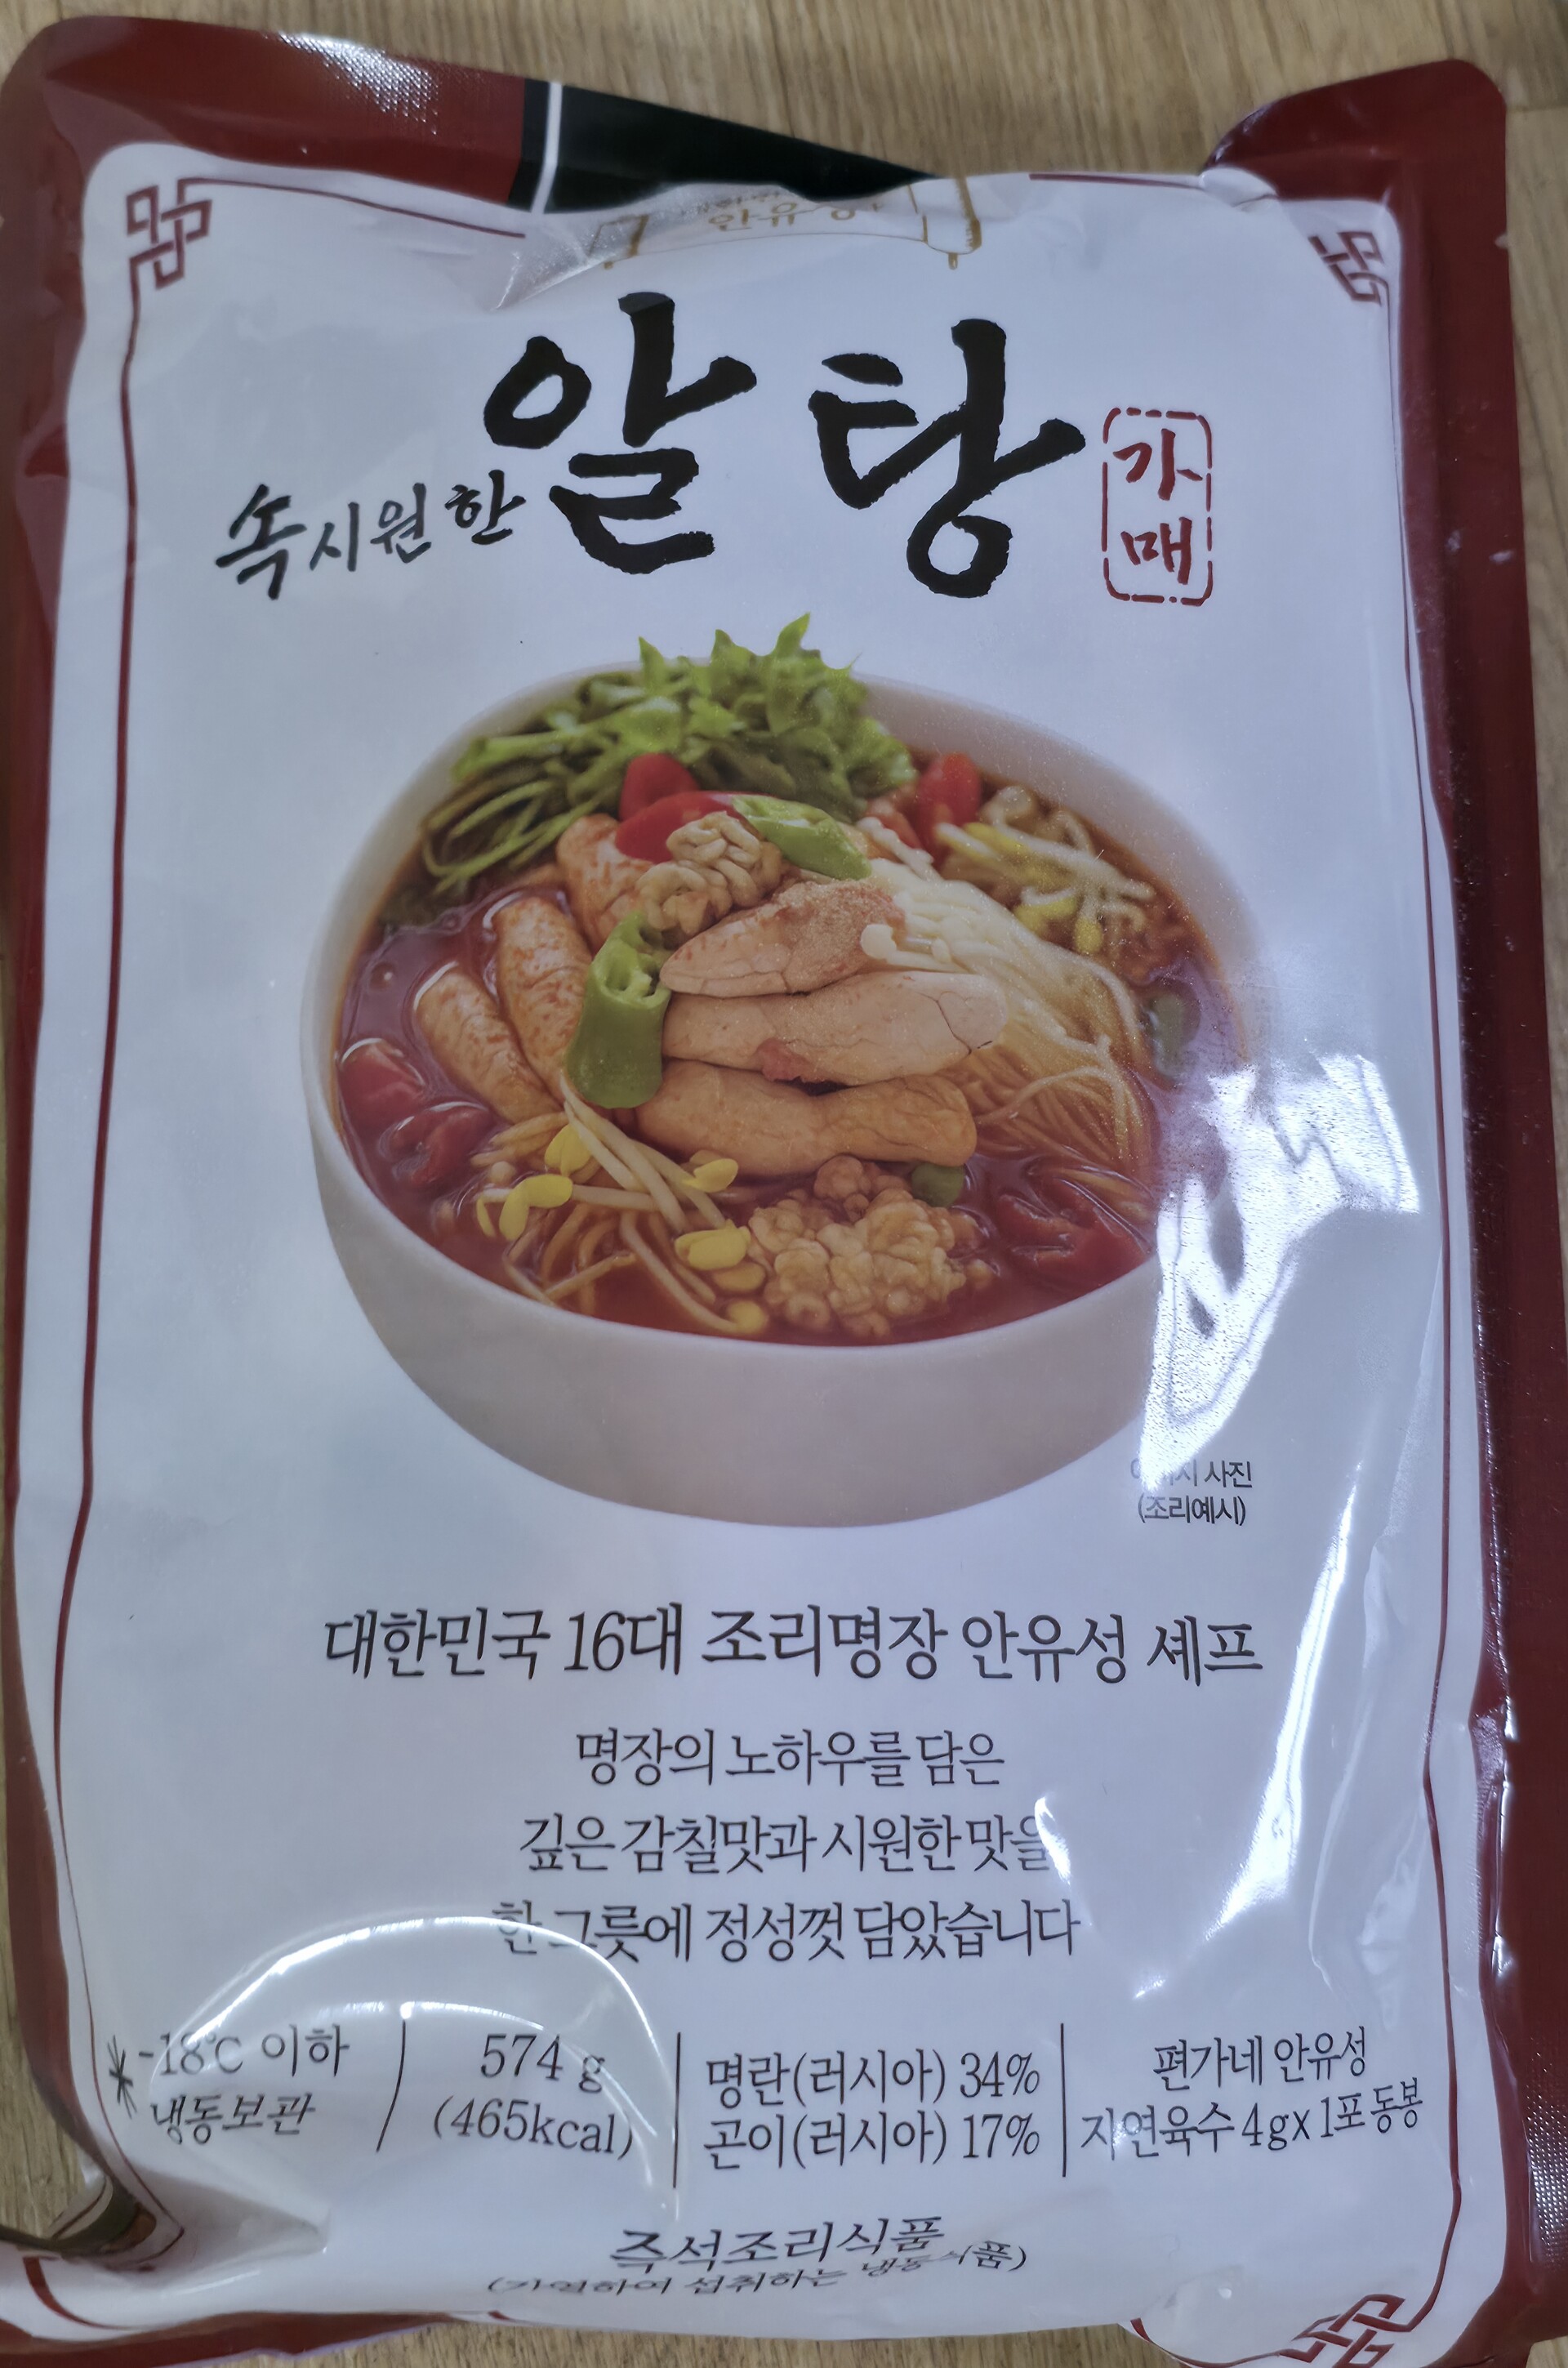 안유성
속시원한 알탕
가매
사진
(조리예시)
대한민국 16대 조리명장 안유성 셰프
명장의 노하우를 담은
깊은 감칠맛과 시원한 맛을
한 그릇에 정성껏 담았습니다
-18℃ 이하
냉동보관
574 g
(465kcal)
명란(러시아) 34%
곤이(러시아) 17%
편가네 안유성
자연육수 4gx1포 동봉
즉석조리식품
(가열하여 섭취하는 냉동식품)